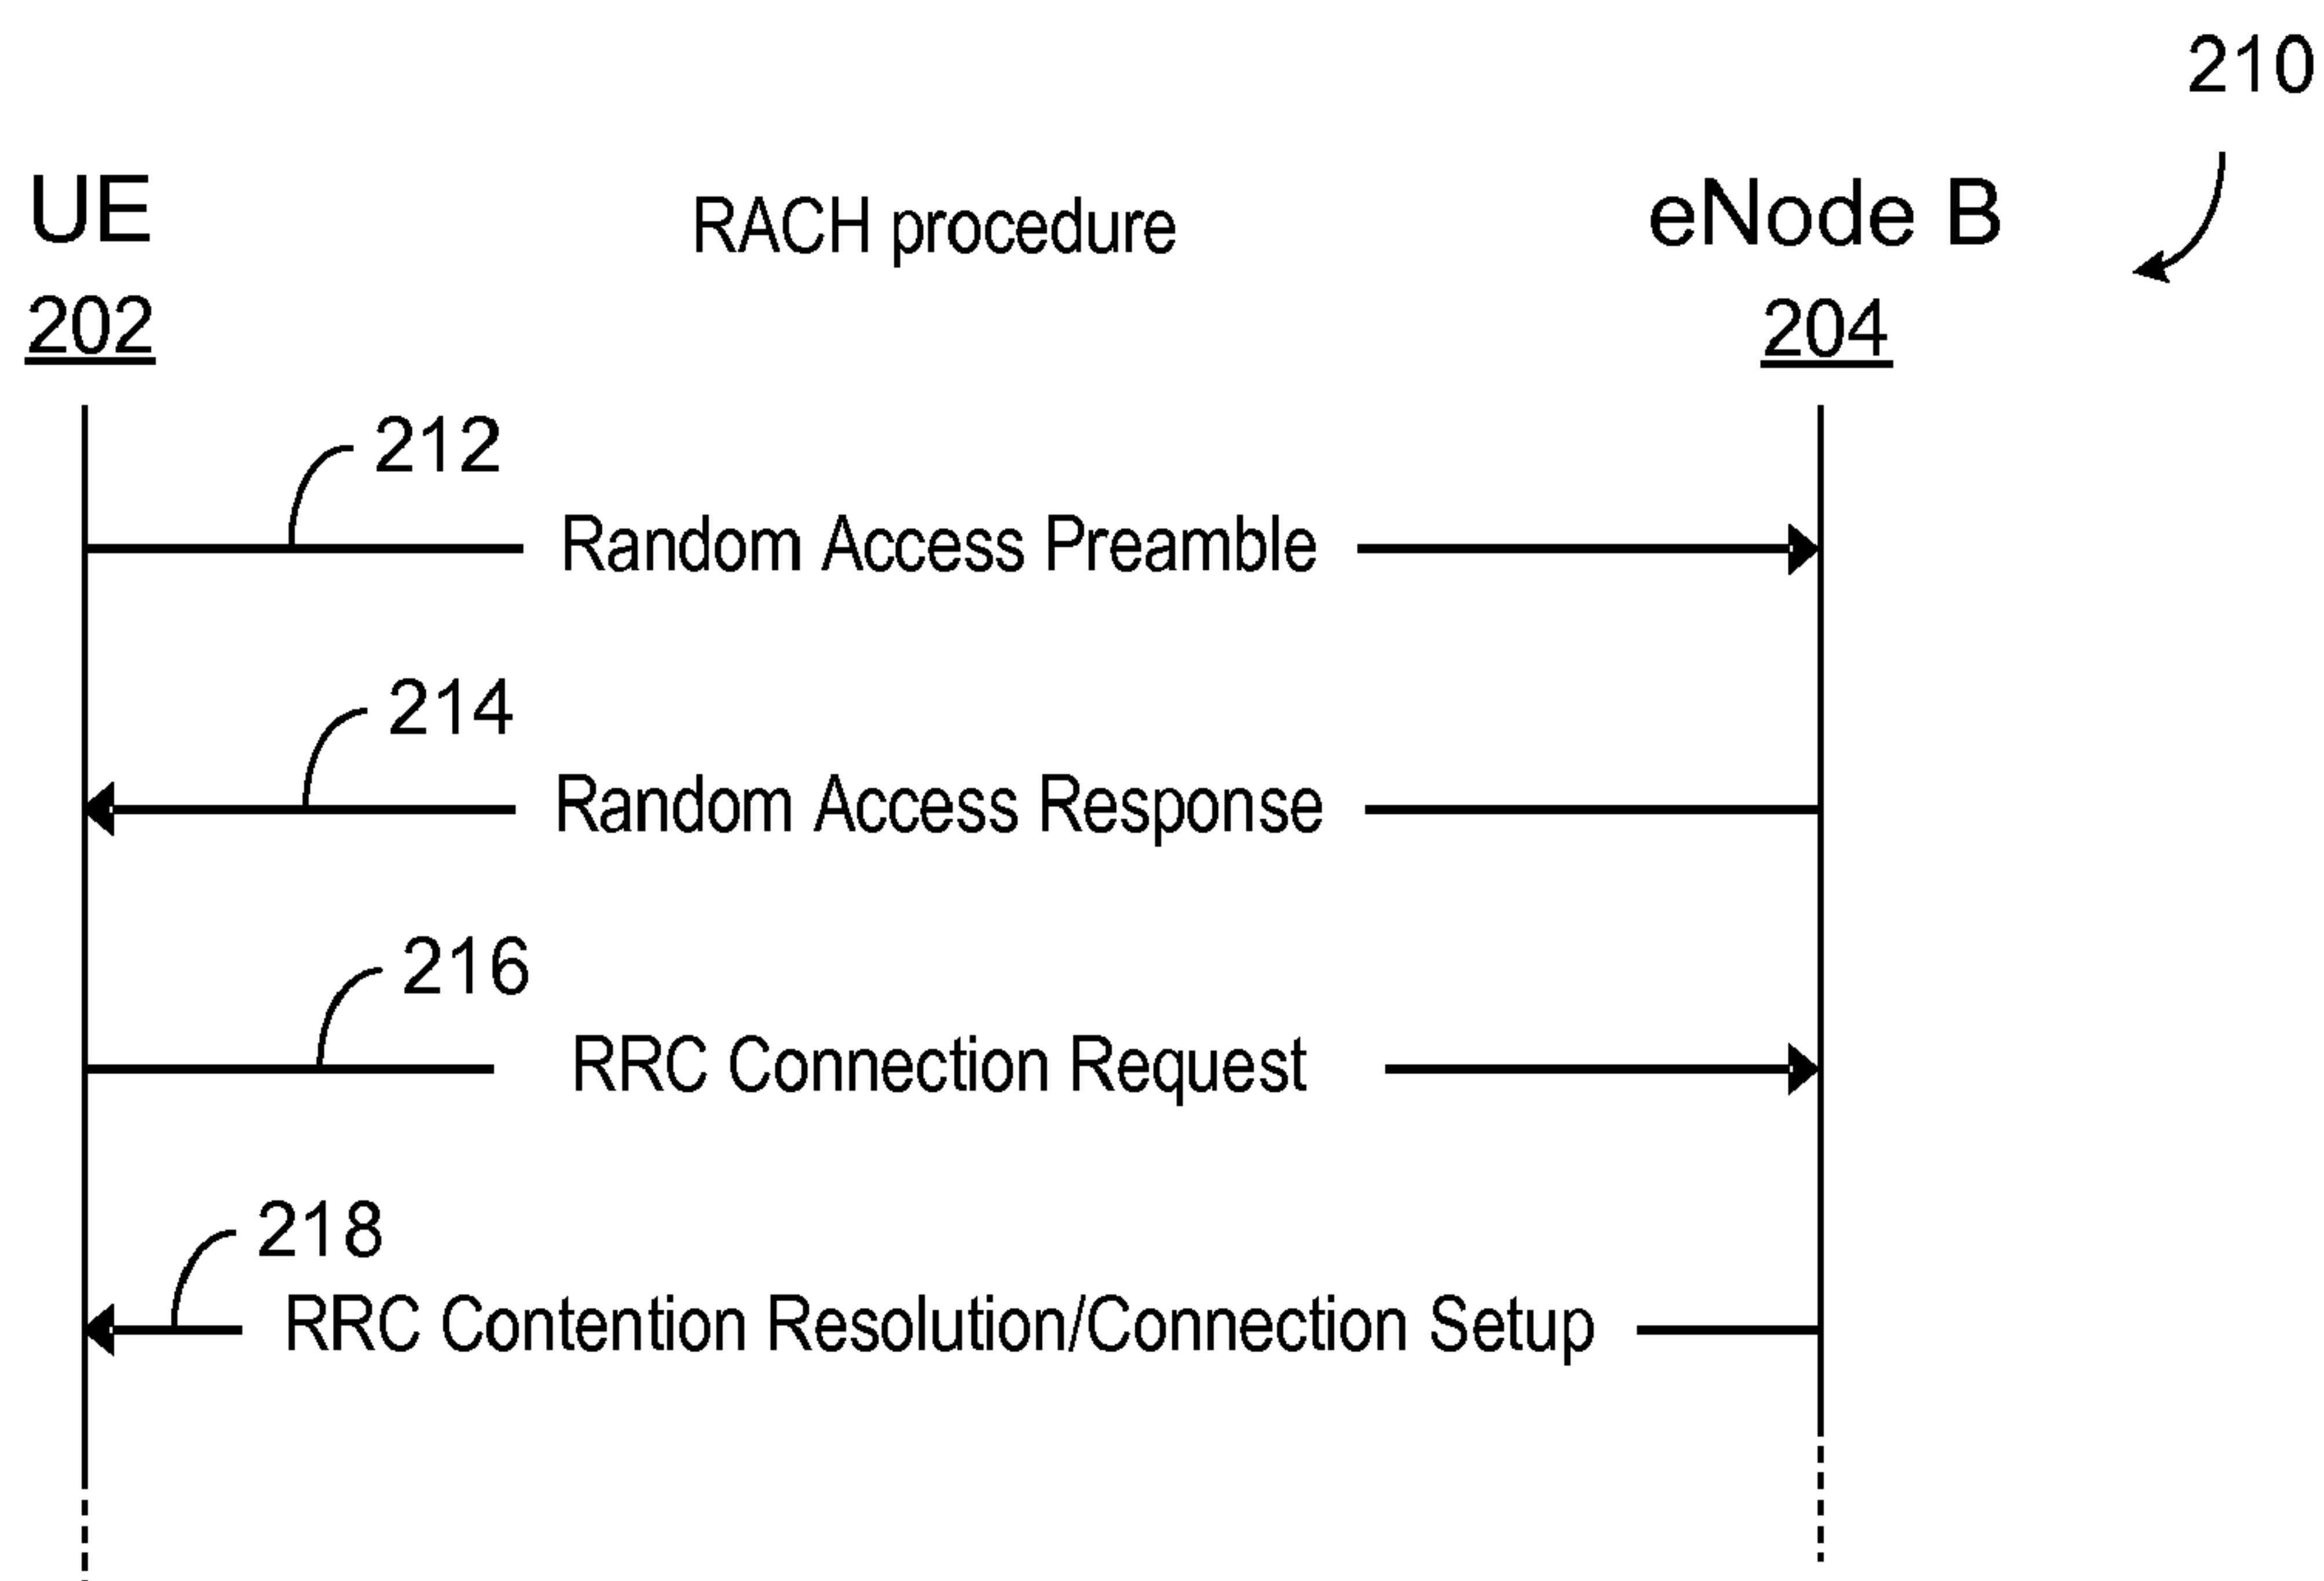 210
UE
RACH procedure
eNode B
202
204
212
Random Access Preamble
214
Random Access Response
216
RRC Connection Request
218
RRC Contention Resolution/Connection Setup